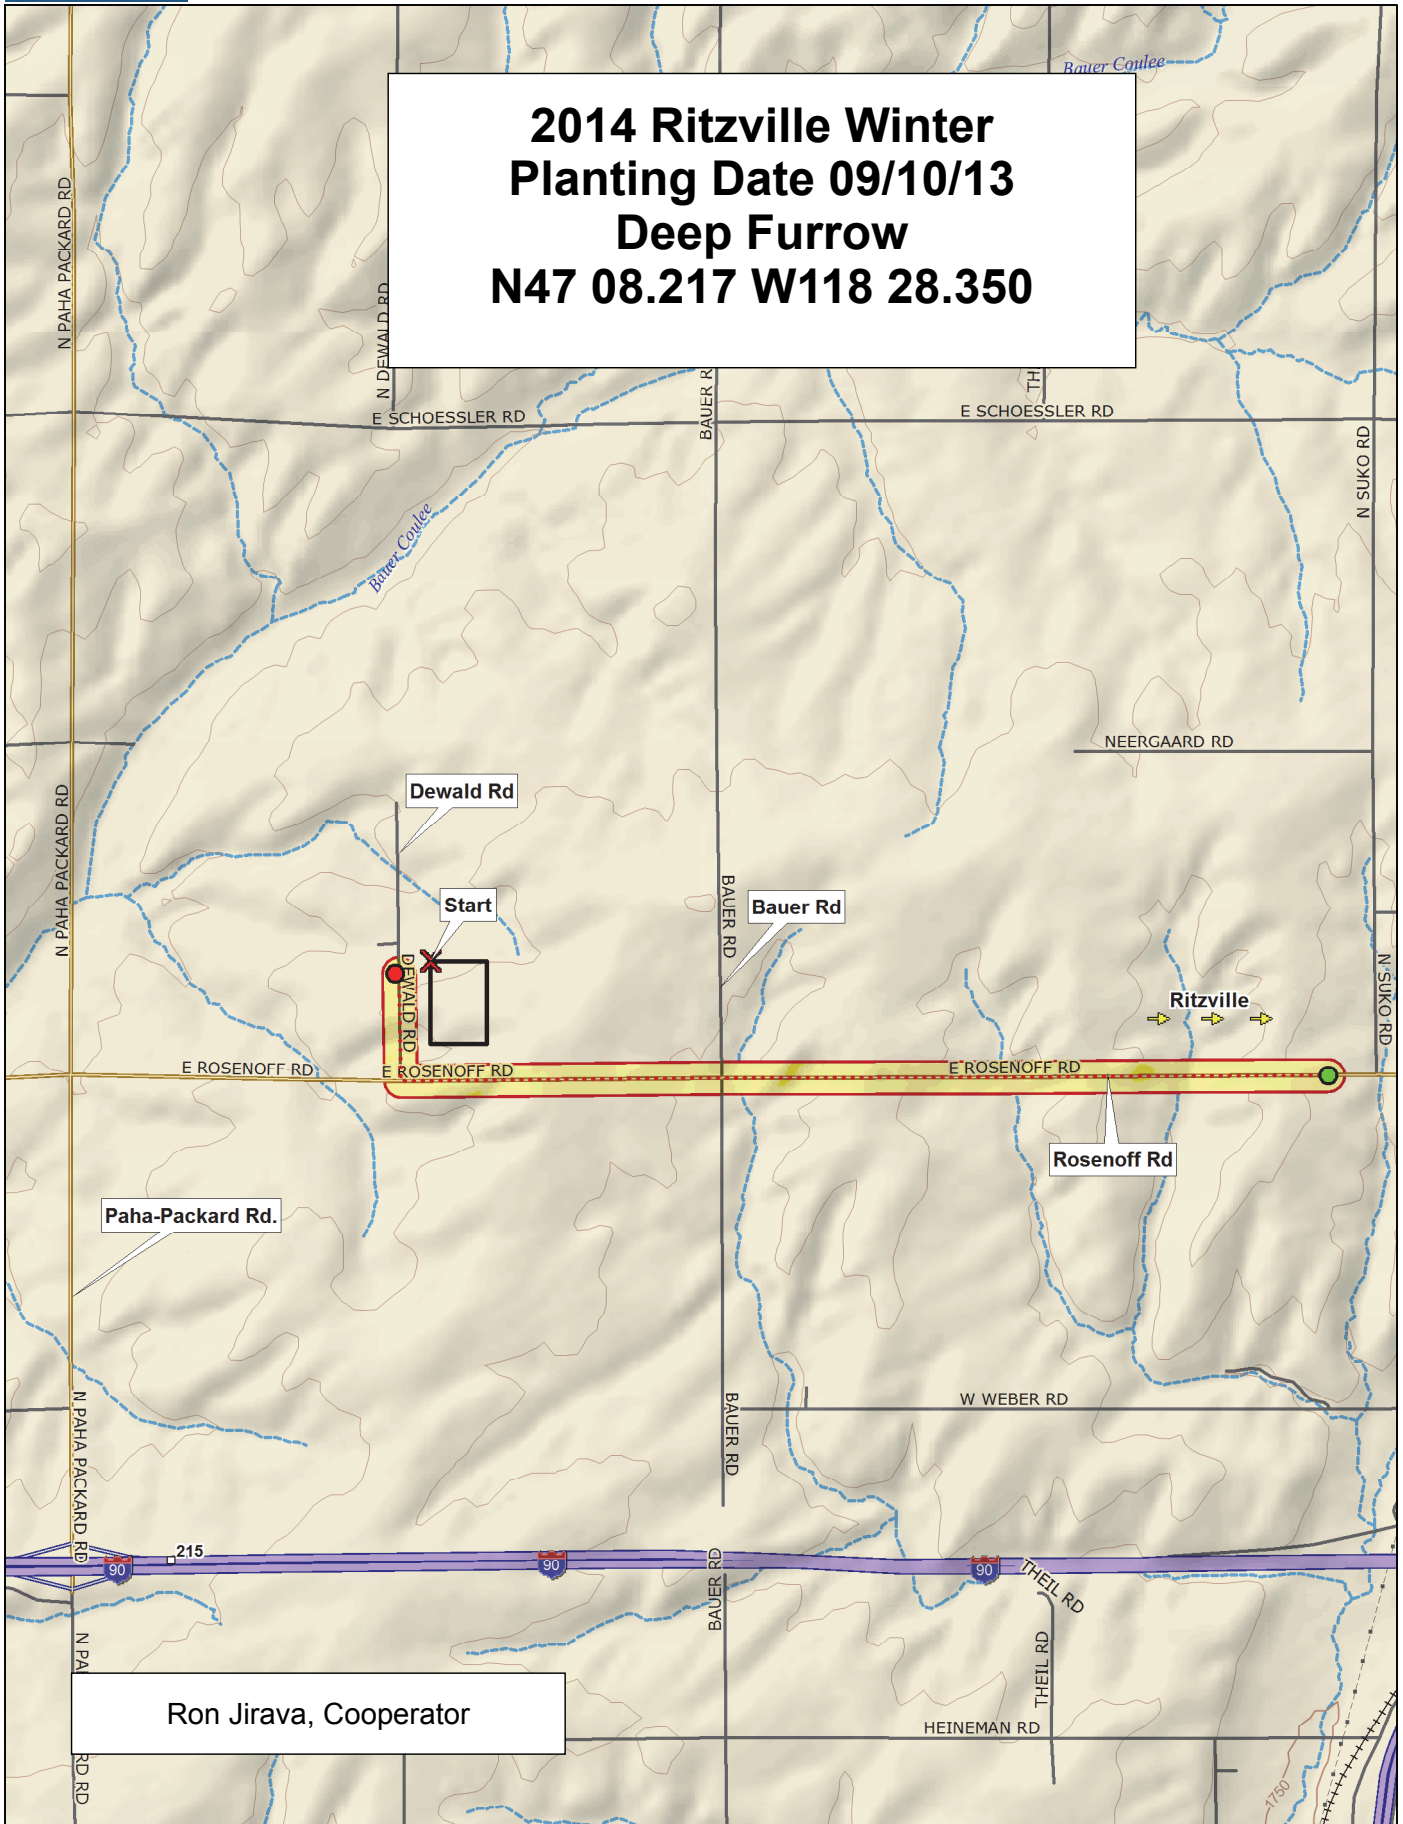 Bauer Coulee
2014 Ritzville Winter
Planting Date 09/10/13
Deep Furrow
N47 08.217 W118 28.350
N PAHA PACKARD RD
N DEWALD RD
BAUER R
TH
E SCHOESSLER RD
E SCHOESSLER RD
N SUKO RD
Bauer Coulee
NEERGAARD RD
Dewald Rd
N PAHA PACKARD RD
Start
BAUER RD
Bauer Rd
DEWALD RD
Ritzville
N SUKO RD
E ROSENOFF RD
E ROSENOFF RD
E ROSENOFF RD
Rosenoff Rd
Paha-Packard Rd.
N PAHA PACKARD RD
BAUER RD
W WEBER RD
215
90
90
90
BAUER RD
THEIL RD
THEIL RD
N PA
Ron Jirava, Cooperator
HEINEMAN RD
RD RD
1750